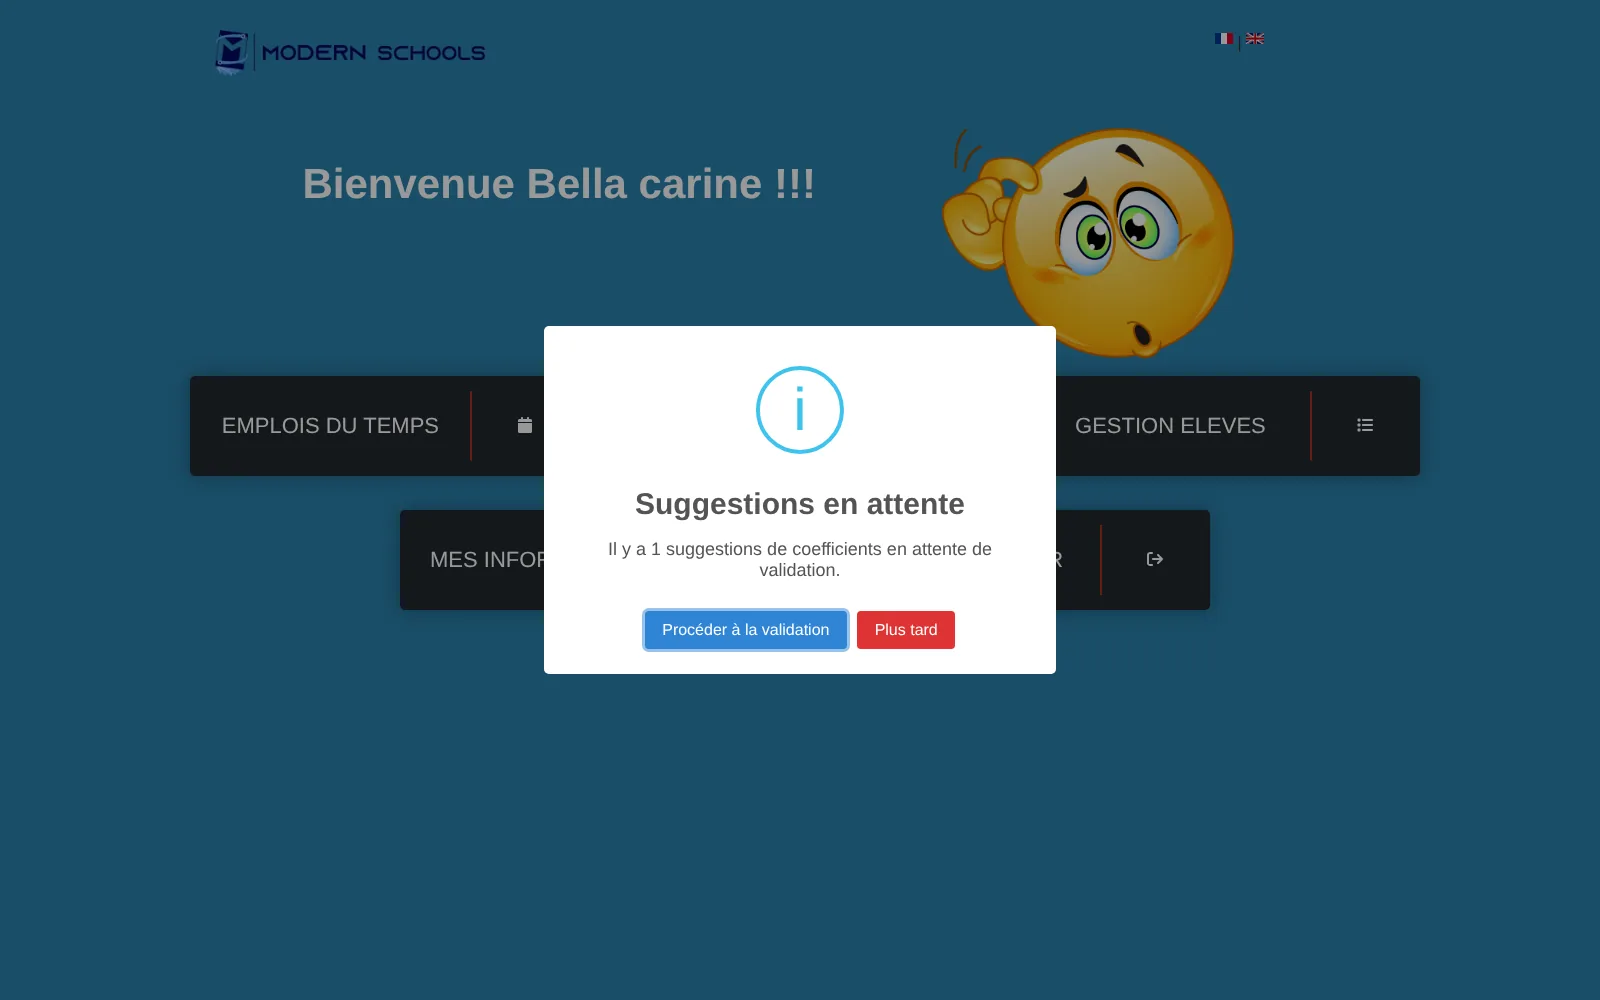 MODERN SCHOOLS
|
Bienvenue Bella carine !!!
EMPLOIS DU TEMPS
GESTION ELEVES
MES
Suggestions en attente
Il y a 1 suggestions de coefficients en attente de
validation.
Procéder à la validation
Plus tard